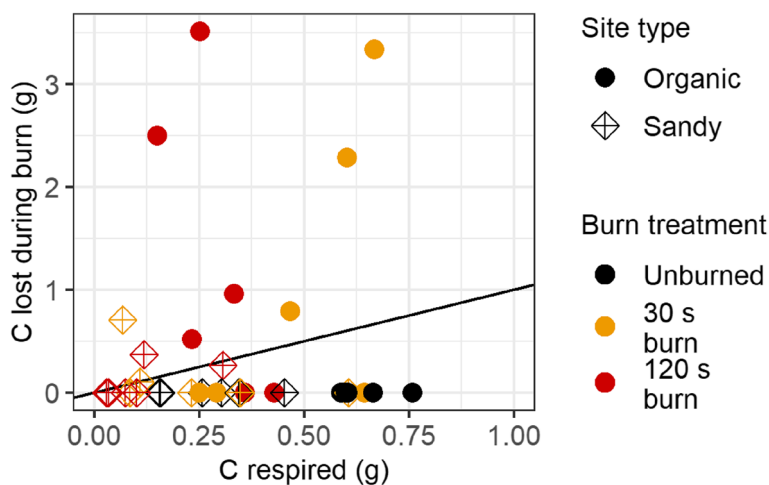 C lost during burn (g)
3
2
1
0
0.00 0.25 0.50 0.75 1.00
C respired (g)
Site type
Organic
Sandy
Burn treatment
Unburned
30 s
burn
120 s
burn